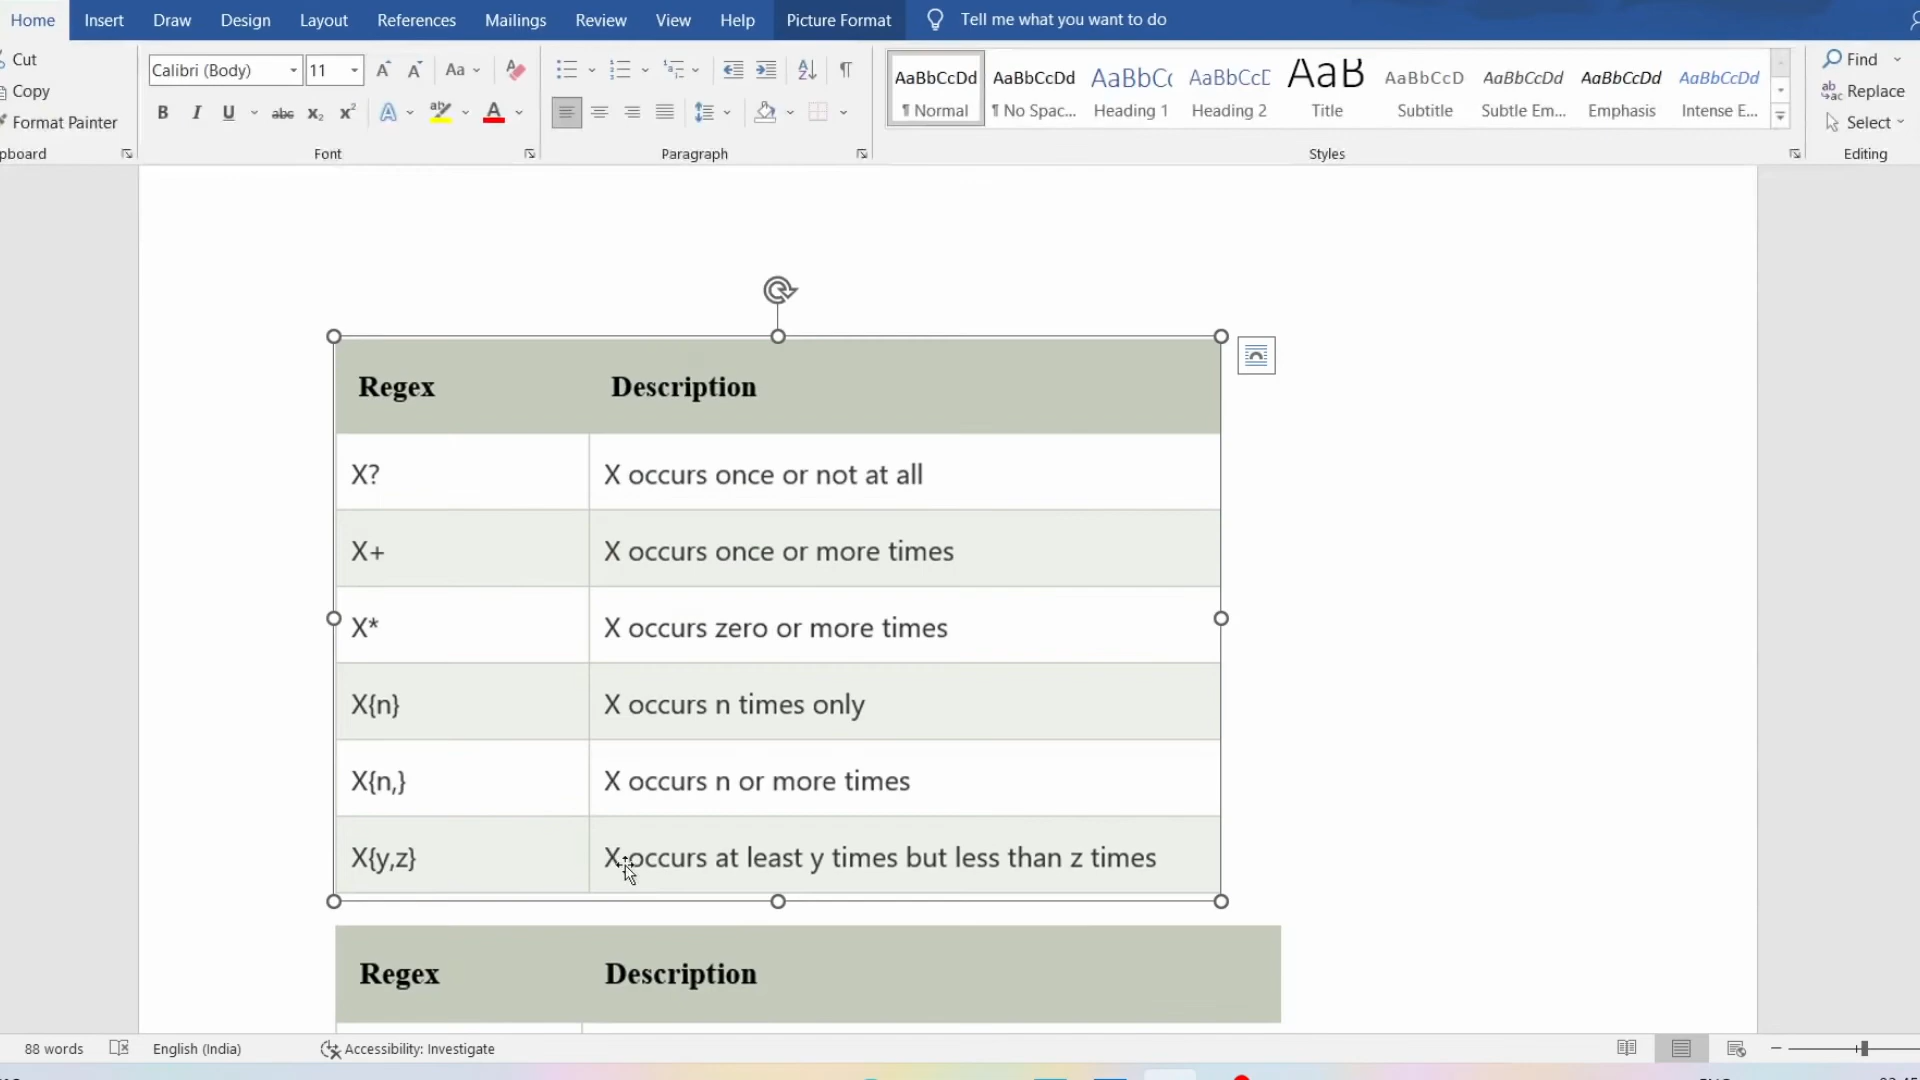 Home Insert Draw Design Layout References Mailings Review View Help Picture Format Tell me what you want to do
Cut
Copy
Format Painter
Calibri (Body) 11
Aa
B I U abc x₂ x² A ab A
AaBbCcDd AaBbCcDd AaBbCc AaBbCcD AaB AaBbCcD AaBbCcDd AaBbCcDd AaBbCcDd
¶ Normal ¶ No Spac... Heading 1 Heading 2 Title Subtitle Subtle Em... Emphasis Intense E...
Find
Replace
Select
pboard Font Paragraph Styles Editing
Regex Description
X? X occurs once or not at all
X+ X occurs once or more times
X* X occurs zero or more times
X{n} X occurs n times only
X{n,} X occurs n or more times
X{y,z} X occurs at least y times but less than z times
Regex Description
88 words English (India) Accessibility: Investigate